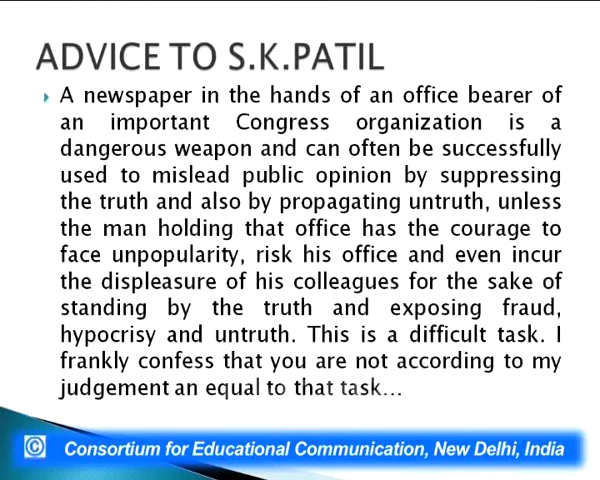 ADVICE TO S.K.PATIL
A newspaper in the hands of an office bearer of
an important Congress organization is a
dangerous weapon and can often be successfully
used to mislead public opinion by suppressing
the truth and also by propagating untruth, unless
the man holding that office has the courage to
face unpopularity, risk his office and even incur
the displeasure of his colleagues for the sake of
standing by the truth and exposing fraud,
hypocrisy and untruth. This is a difficult task. I
frankly confess that you are not according to my
judgement an equal to that task…
© Consortium for Educational Communication, New Delhi, India